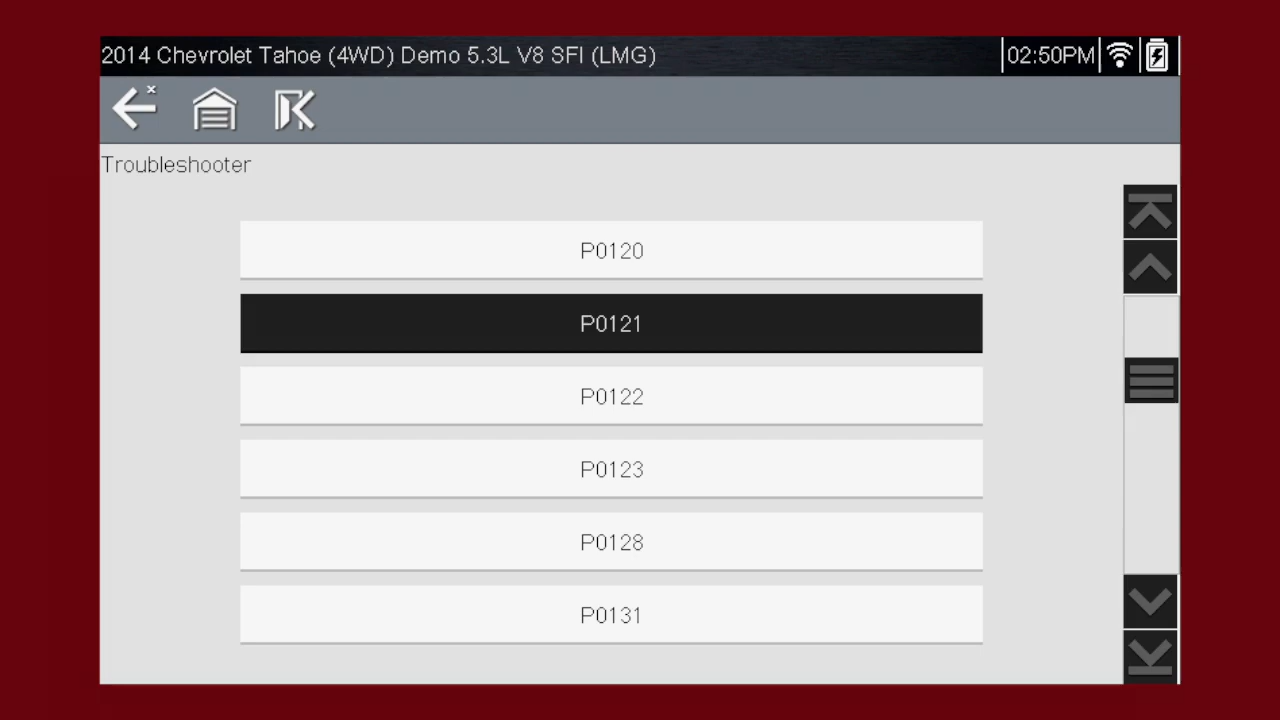 2014 Chevrolet Tahoe (4WD) Demo 5.3L V8 SFI (LMG)
02:50PM
Troubleshooter
P0120
P0121
P0122
P0123
P0128
P0131